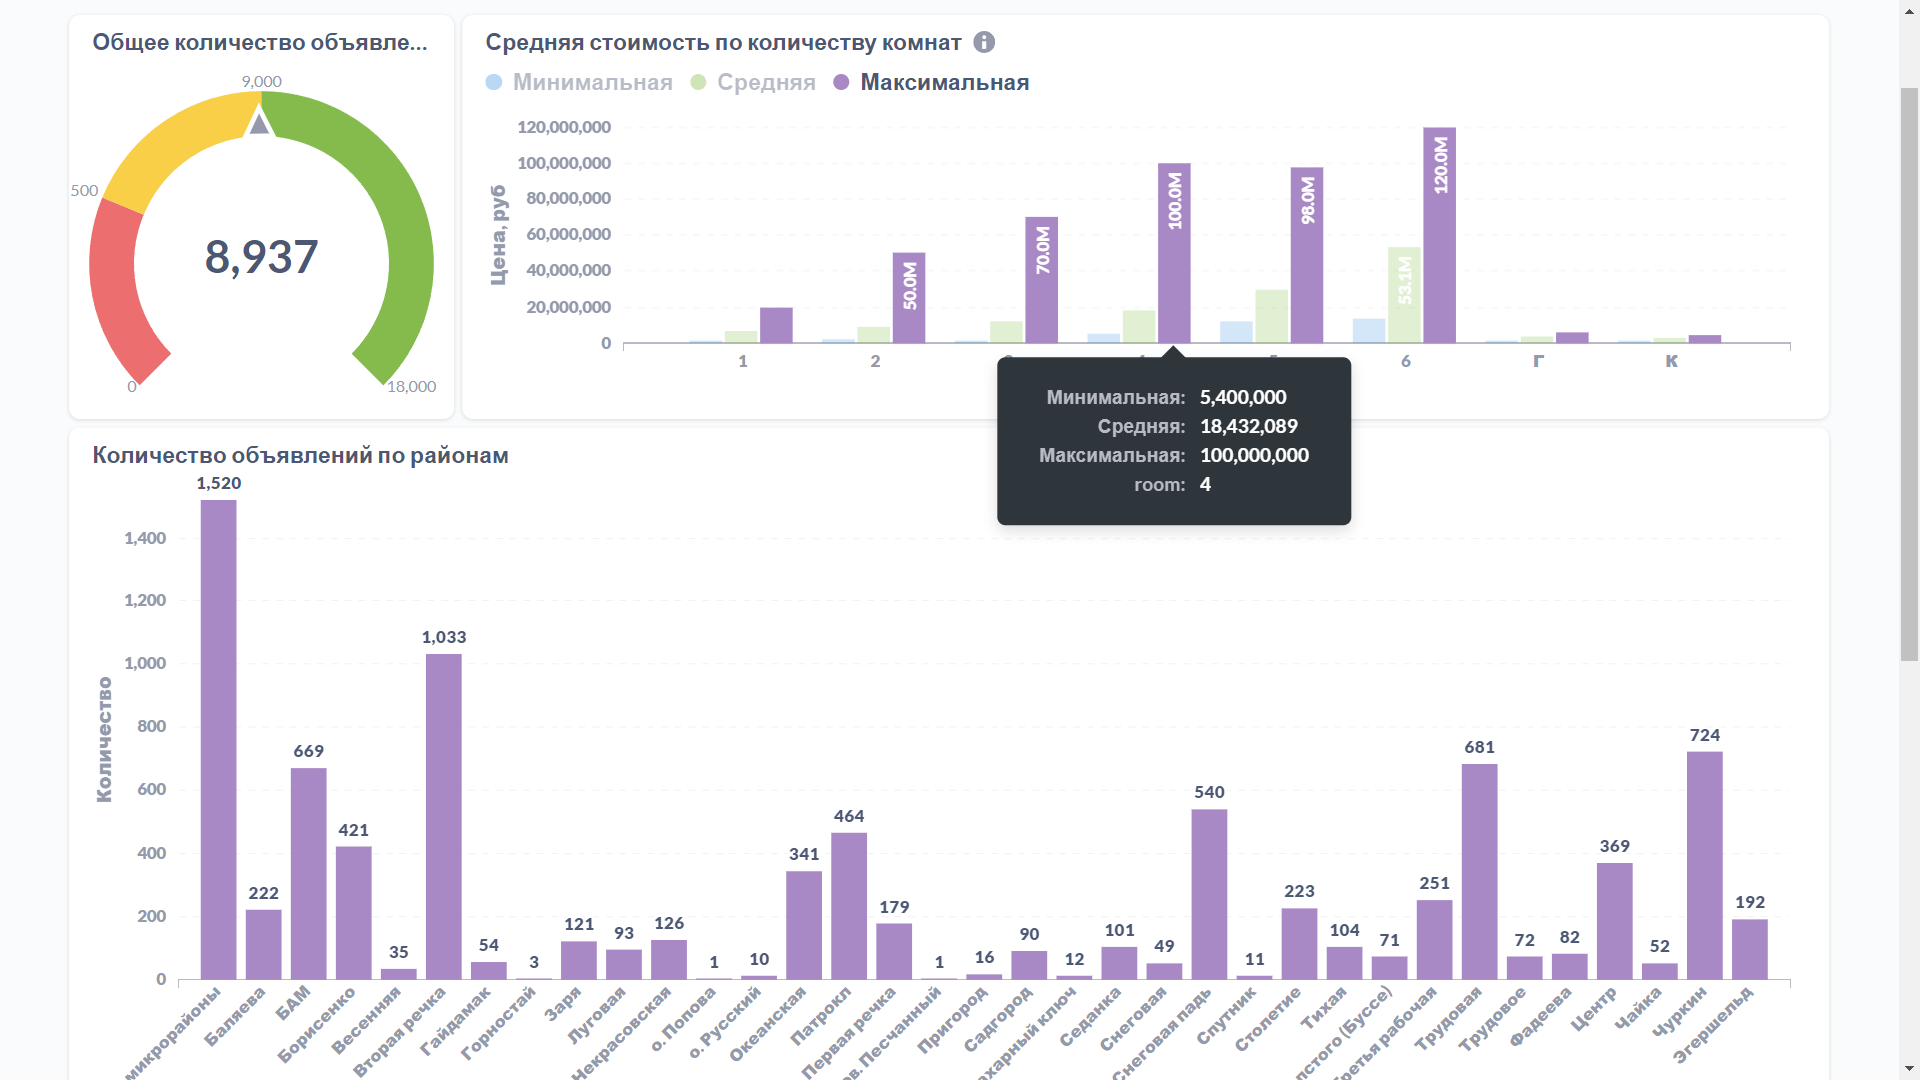 Общее количество объявле...
9,000
500
8,937
0
18,000
Средняя стоимость по количеству комнат
Минимальная Средняя Максимальная
Цена, руб
120,000,000
100,000,000
80,000,000
60,000,000
40,000,000
20,000,000
0
50.0M
70.0M
100.0M
98.0M
53.1M
120.0M
1 2 6 Г К
Минимальная: 5,400,000
Средняя: 18,432,089
Максимальная: 100,000,000
room: 4
Количество объявлений по районам
Количество
1,400
1,200
1,000
800
600
400
200
0
1,520 222 669 421 35 1,033 54 3 121 93 126 1 10 341 464 179 1 16 90 12 101 49 540 11 223 104 71 251 681 72 82 369 52 724 192
микрорайоны
Баляева
БАМ
Борисенко
Весенняя
Вторая речка
Гайдамак
Горностай
Заря
Луговая
Некрасовская
о. Попова
о. Русский
Океанская
Патрокл
Первая речка
ов.Песчанный
Пригород
Садгород
ахарный ключ
Седанка
Снеговая
Снеговая падь
Спутник
Столетие
Тихая
лстого (Буссе)
ретья рабочая
Трудовая
Трудовое
Фадеева
Центр
Чайка
Чуркин
Эгершельд